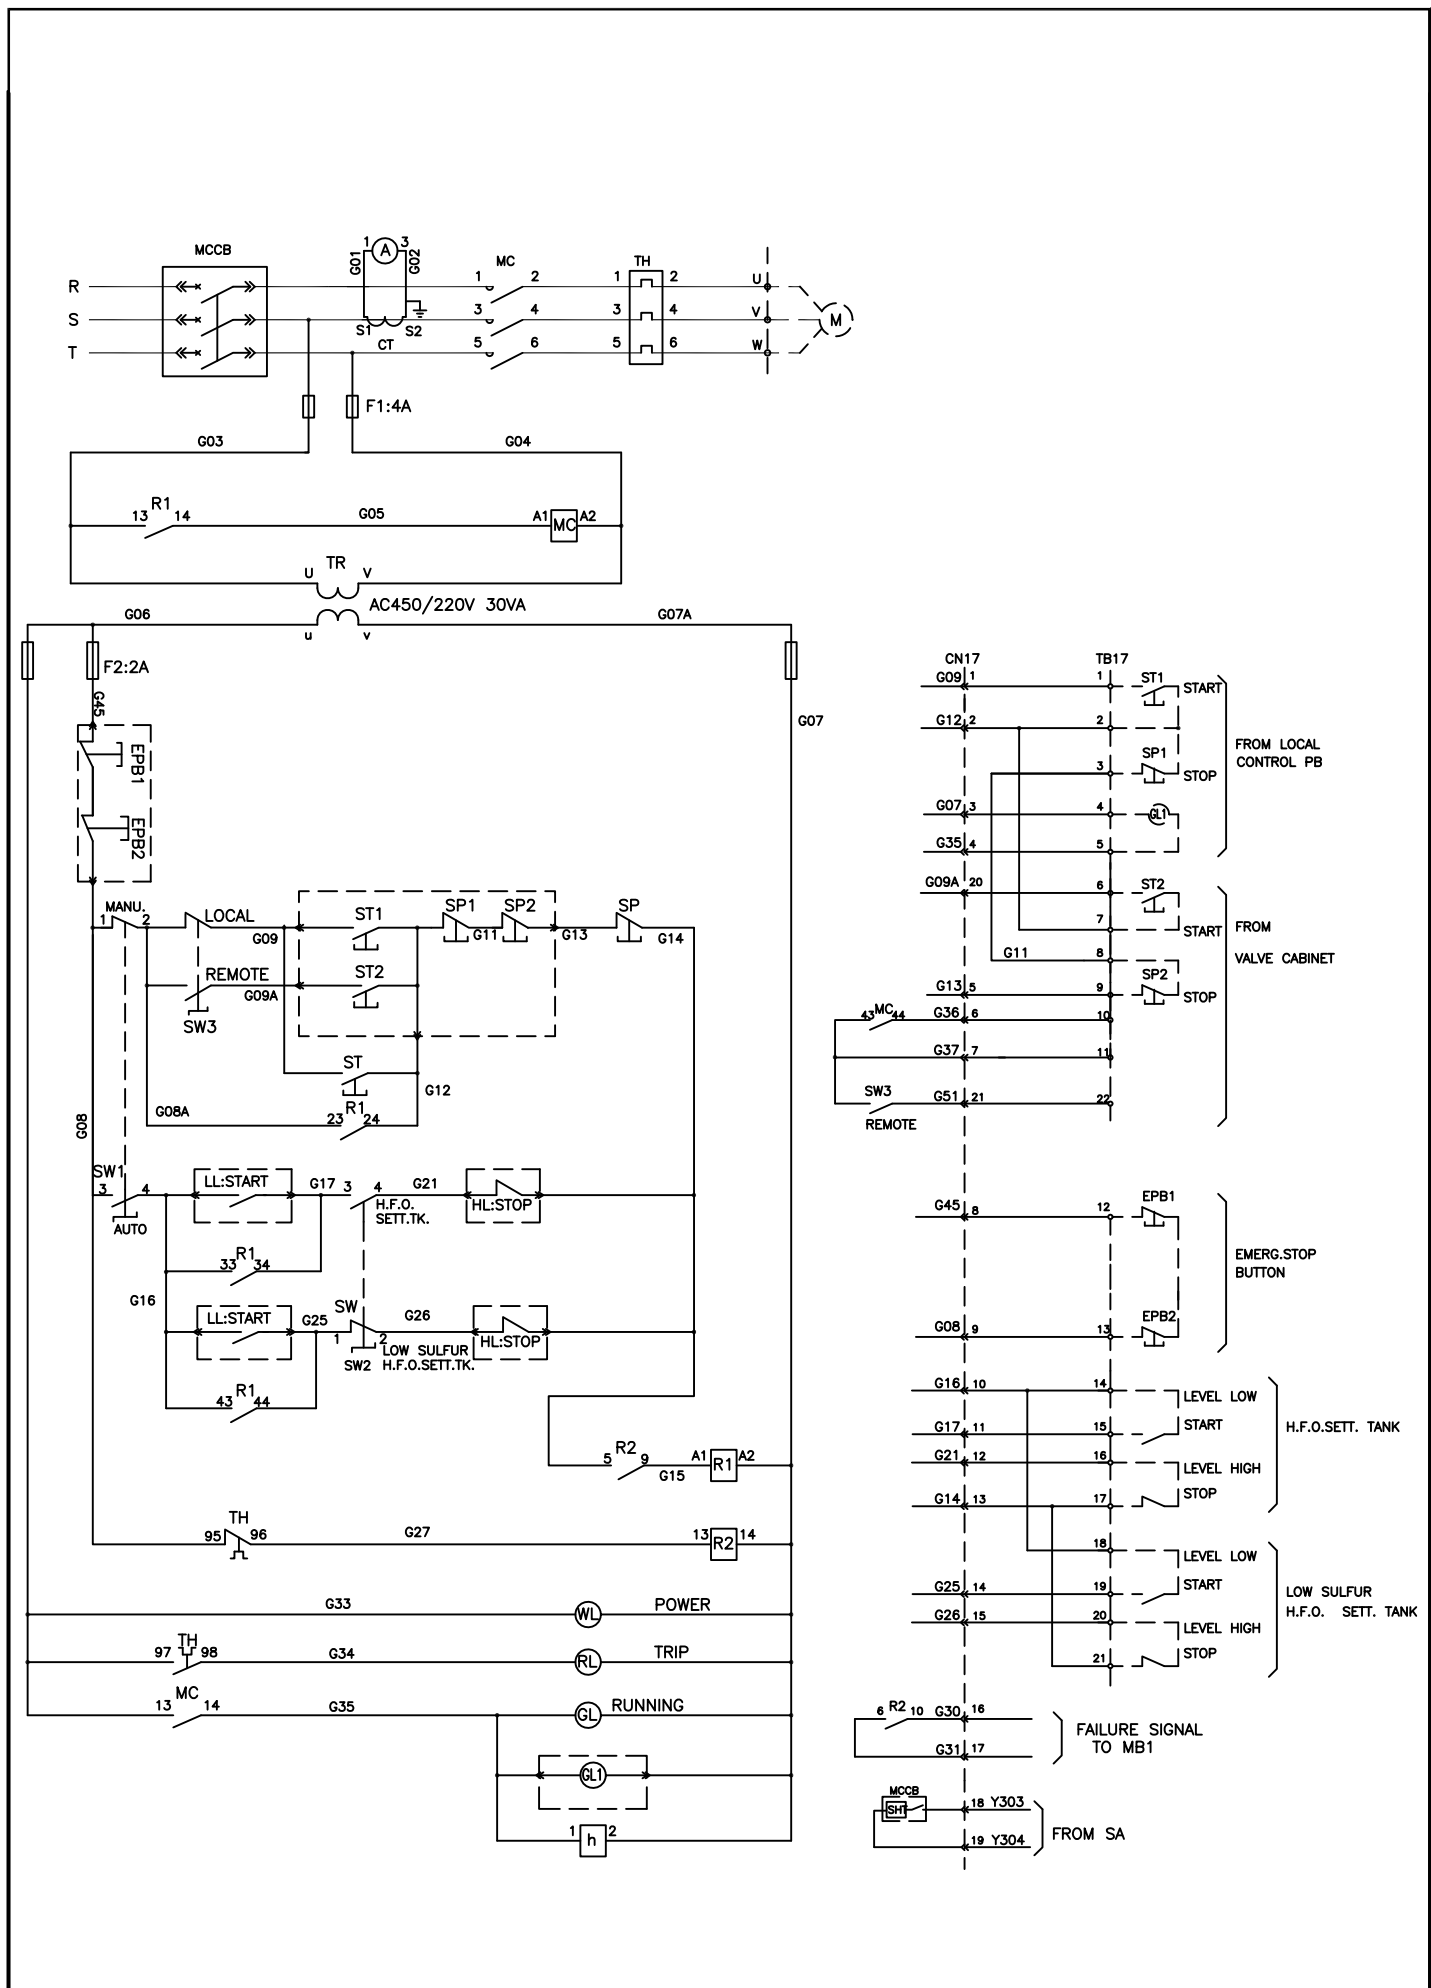 MCCB
1 A 3
G01 G02
MC
TH
R 1 2 1 2 U
S 3 4 3 4 V M
S1 S2
T CT 5 6 5 6 W
F1:4A
G03 G04
R1
13 14 G05 A1 MC A2
TR
U V
AC450/220V 30VA
G06 G07A
u v
F2:2A
G45
G07
EPB1
EPB2
MANU.
1 2 LOCAL G09 ST1 SP1 G11 SP2 G13 SP G14
REMOTE G09A ST2
SW3
ST
G12
G08 G08A R1
23 24
SW1
3 4 LL:START G17 3 4 G21 HL:STOP
AUTO
H.F.O.
SETT.TK.
R1
33 34
G16
LL:START G25 SW G26 HL:STOP
1 2
SW2
LOW SULFUR
H.F.O.SETT.TK.
R1
43 44
R2
5 9 G15 A1 R1 A2
TH
95 96 G27 13 R2 14
G33 WL POWER
TH
97 98 G34 RL TRIP
MC
13 14 G35 GL RUNNING
GL1
1 h 2
CN17 TB17
G09 1 1 ST1 START
G12 2 2
3 SP1 STOP
FROM LOCAL
CONTROL PB
G07 3 4 GL1
G35 4 5
G09A 20 6 ST2
7 START
G11 8
FROM
VALVE CABINET
G13 5 9 SP2 STOP
MC
43 44 G36 6 10
G37 7 11
SW3 G51 21 22
REMOTE
G45 8 12 EPB1
EMERG.STOP
BUTTON
G08 9 13 EPB2
G16 10 14 LEVEL LOW
G17 11 15 START
H.F.O.SETT. TANK
G21 12 16 LEVEL HIGH
G14 13 17 STOP
18 LEVEL LOW
G25 14 19 START
LOW SULFUR
H.F.O. SETT. TANK
G26 15 20 LEVEL HIGH
21 STOP
6 R2 10 G30 16
G31 17
FAILURE SIGNAL
TO MB1
MCCB
SHT 18 Y303
19 Y304
FROM SA